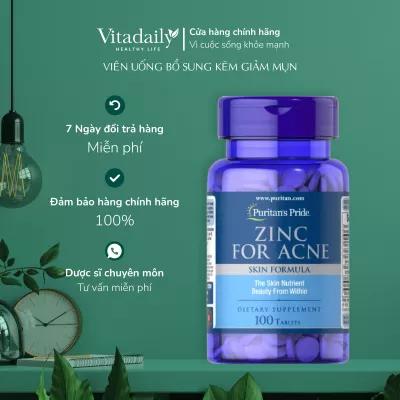 Vitadaily
HEALTHY LIFE
Cửa hàng chính hãng
Vì cuộc sống khỏe mạnh
VIÊN UỐNG BỔ SUNG KẼM GIẢM MỤN
7 Ngày đổi trả hàng
Miễn phí
Đảm bảo hàng chính hãng
100%
Dược sĩ chuyên môn
Tư vấn miễn phí
www.puritan.com
Puritan's Pride
ZINC
FOR ACNE
SKIN FORMULA
The Skin Nutrient
Beauty From Within
DIETARY SUPPLEMENT
100 TABLETS